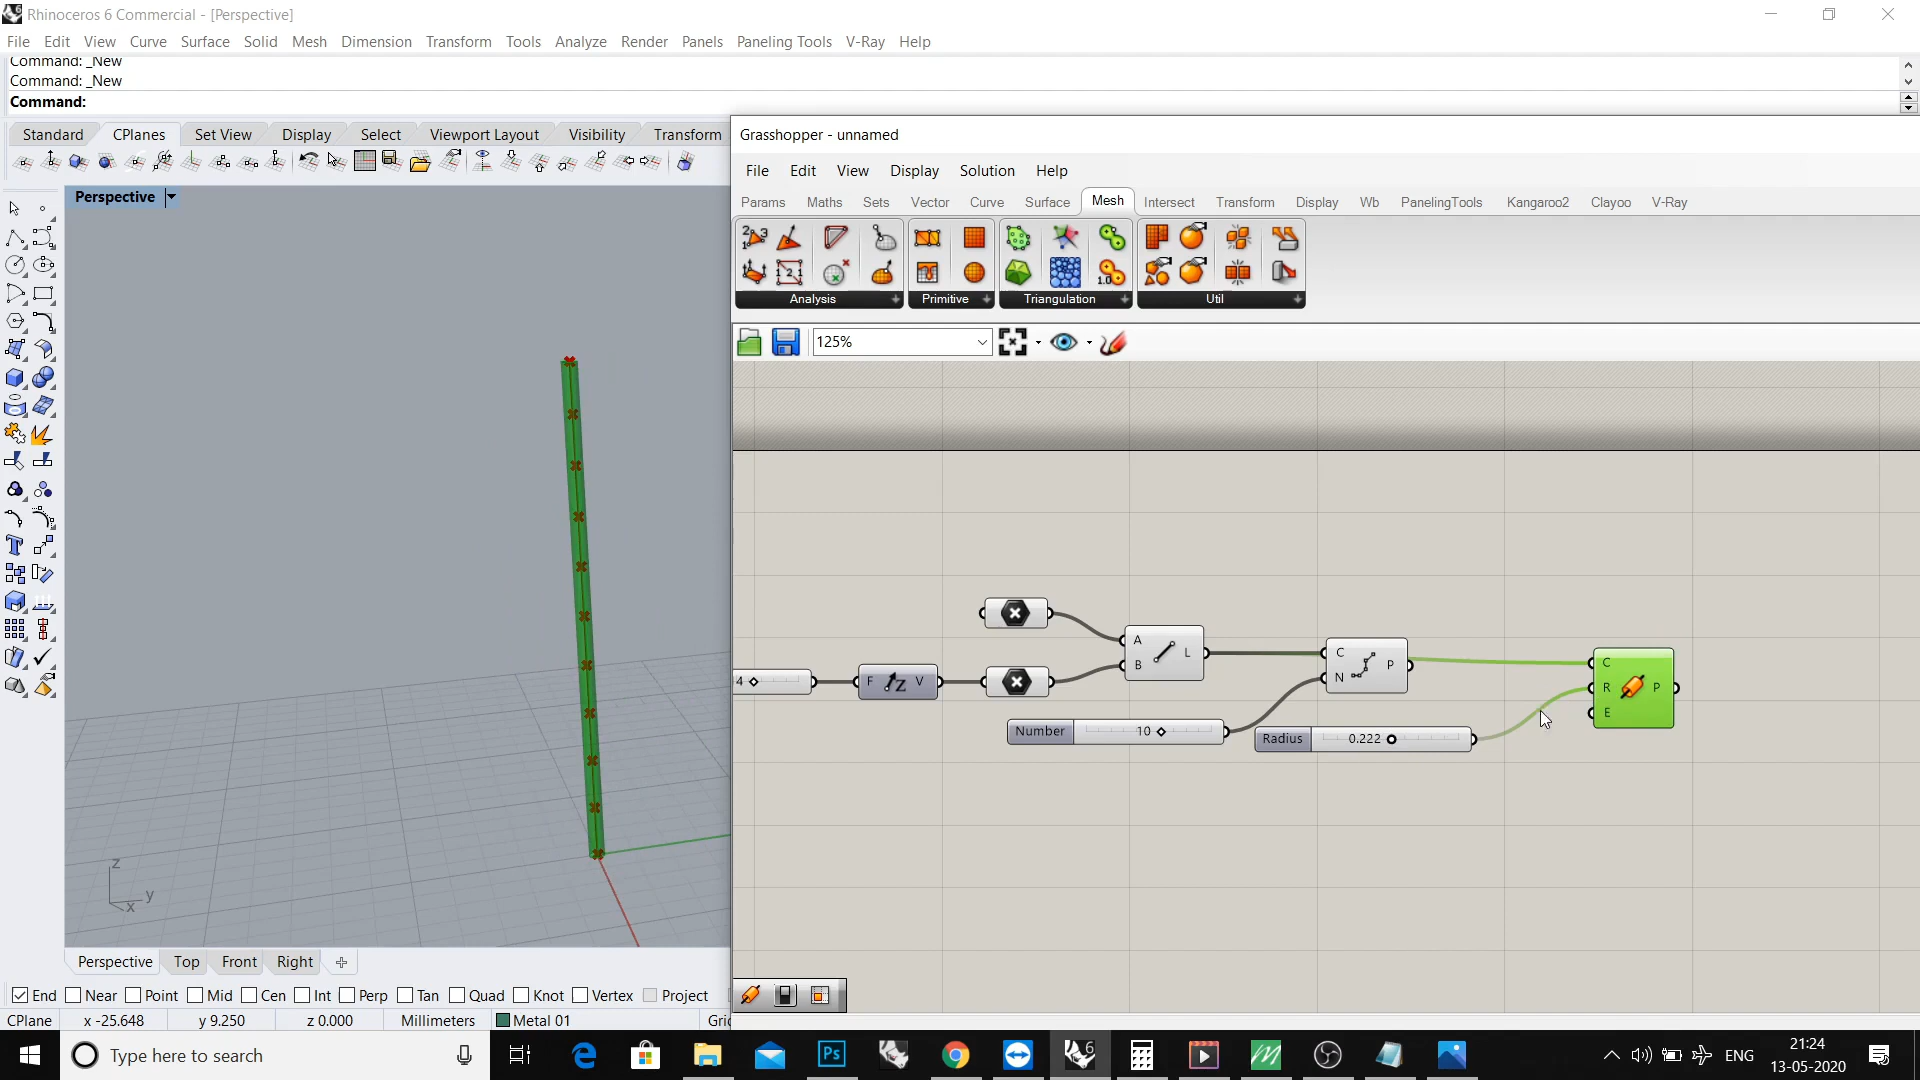 Rhinoceros 6 Commercial - [Perspective]
File Edit View Curve Surface Solid Mesh Dimension Transform Tools Analyze Render Panels Paneling Tools V-Ray Help
Command: _New
Command: _New
Command:
Standard CPlanes Set View Display Select Viewport Layout Visibility Transform
Perspective
Grasshopper - unnamed
File Edit View Display Solution Help
Params Maths Sets Vector Curve Surface Mesh Intersect Transform Display Wb PanelingTools Kangaroo2 Clayoo V-Ray
Analysis Primitive Triangulation Util
125%
A
B
L
C
N
P
C
R
E
P
4
F V
Number 10
Radius 0.222
z
y
x
Perspective Top Front Right
End Near Point Mid Cen Int Perp Tan Quad Knot Vertex Project
CPlane x -25.648 y 9.250 z 0.000 Millimeters Metal 01 Gri
Type here to search
Ps
6
ENG
21:24
13-05-2020